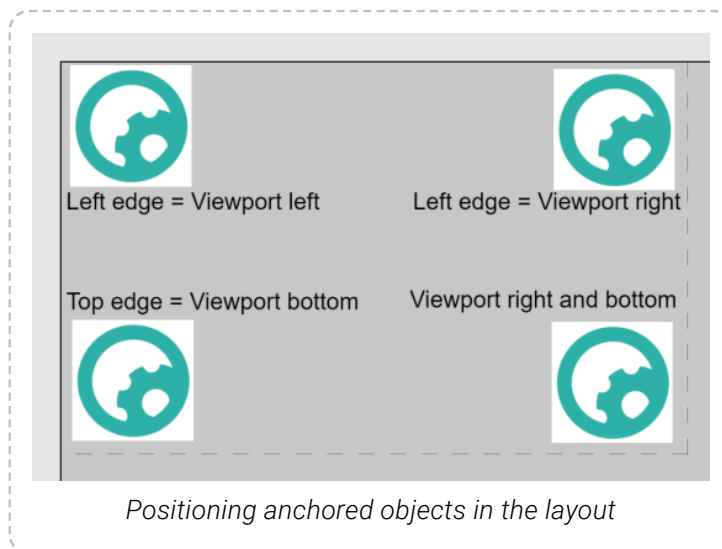 Left edge = Viewport left
Left edge = Viewport right
Top edge = Viewport bottom
Viewport right and bottom
Positioning anchored objects in the layout